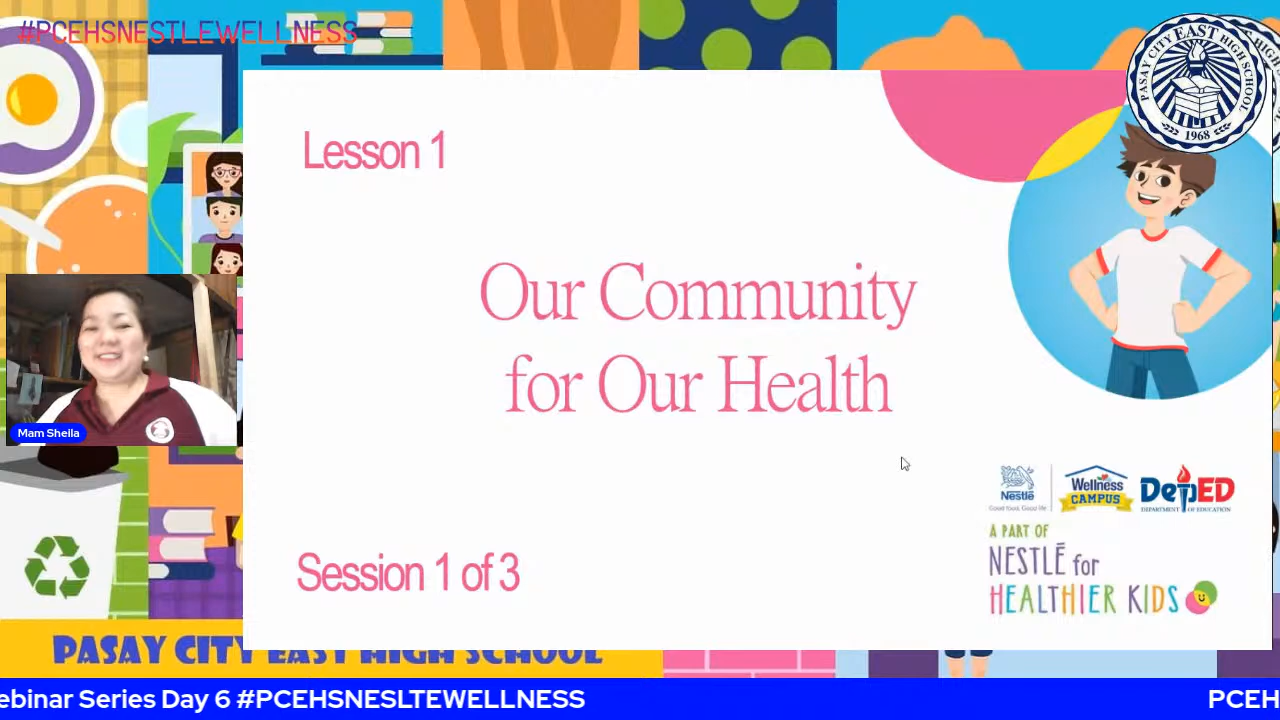 #PCEHSNESTLEWELLNESS
PASAY CITY EAST HIGH SCHOOL
1968
Lesson 1
Our Community
for Our Health
Mam Sheila
Session 1 of 3
Nestlé
Good food, Good life
Wellness
CAMPUS
DepED
DEPARTMENT OF EDUCATION
A PART OF
NESTLÉ for
HEALTHIER KIDS
PASAY CITY EAST HIGH SCHOOL
ebinar Series Day 6 #PCEHSNESLTEWELLNESS
PCEH